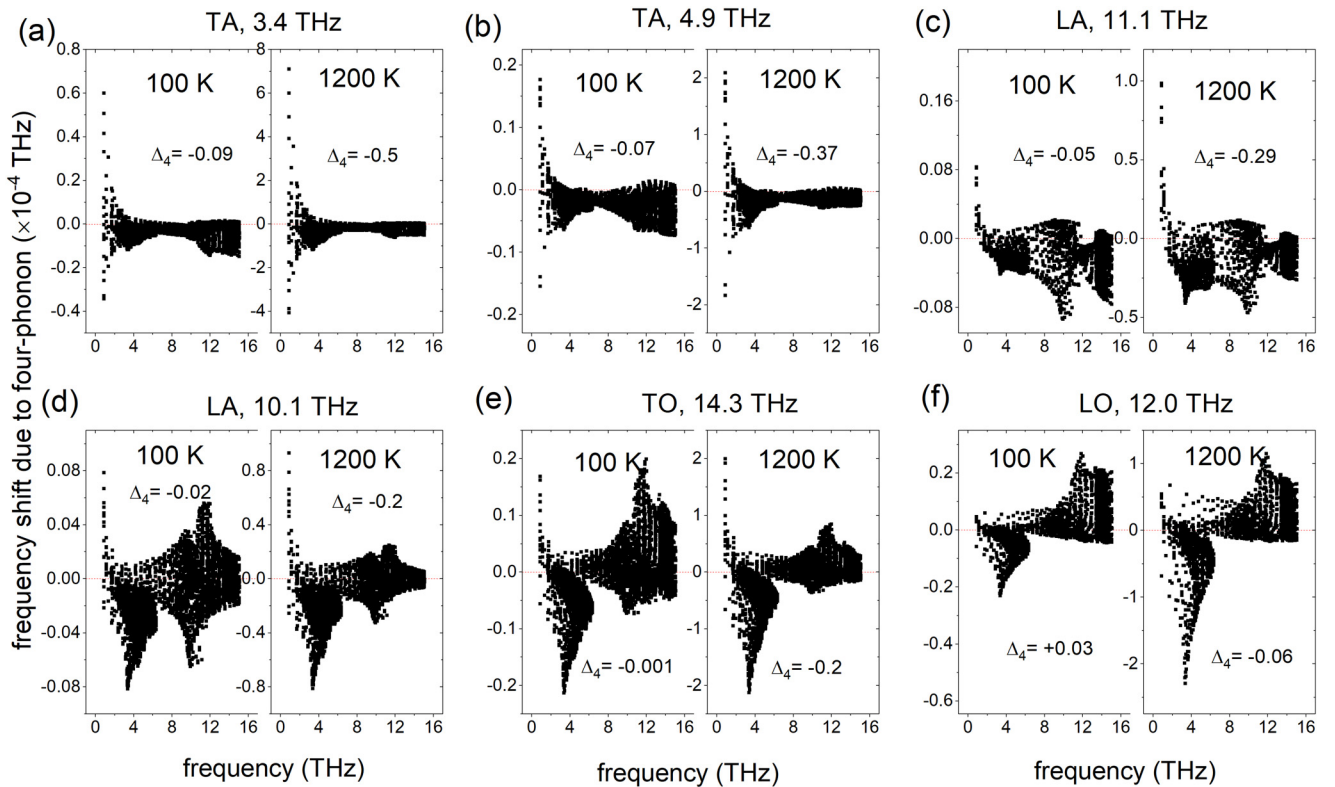 (a) TA, 3.4 THz
100 K
1200 K
Δ4= -0.09
Δ4= -0.5
0.8
0.6
0.4
0.2
0.0
-0.2
-0.4
8
6
4
2
0
-2
-4
0 4 8 12 16
0 4 8 12 16
(b) TA, 4.9 THz
100 K
1200 K
Δ4= -0.07
Δ4= -0.37
0.2
0.1
0.0
-0.1
-0.2
2
1
0
-1
-2
0 4 8 12 16
0 4 8 12 16
(c) LA, 11.1 THz
100 K
1200 K
Δ4= -0.05
Δ4= -0.29
0.16
0.08
0.00
-0.08
1.0
0.5
0.0
-0.5
0 4 8 12 16
0 4 8 12 16
frequency shift due to four-phonon (×10-4 THz)
(d) LA, 10.1 THz
100 K
1200 K
Δ4= -0.02
Δ4= -0.2
0.08
0.04
0.00
-0.04
-0.08
0.8
0.4
0.0
-0.4
-0.8
0 4 8 12 16
0 4 8 12 16
(e) TO, 14.3 THz
100 K
1200 K
Δ4= -0.001
Δ4= -0.2
0.2
0.1
0.0
-0.1
-0.2
2
1
0
-1
-2
0 4 8 12 16
0 4 8 12 16
(f) LO, 12.0 THz
100 K
1200 K
Δ4= +0.03
Δ4= -0.06
0.2
0.0
-0.2
-0.4
-0.6
1
0
-1
-2
0 4 8 12 16
0 4 8 12 16
frequency (THz)
frequency (THz)
frequency (THz)